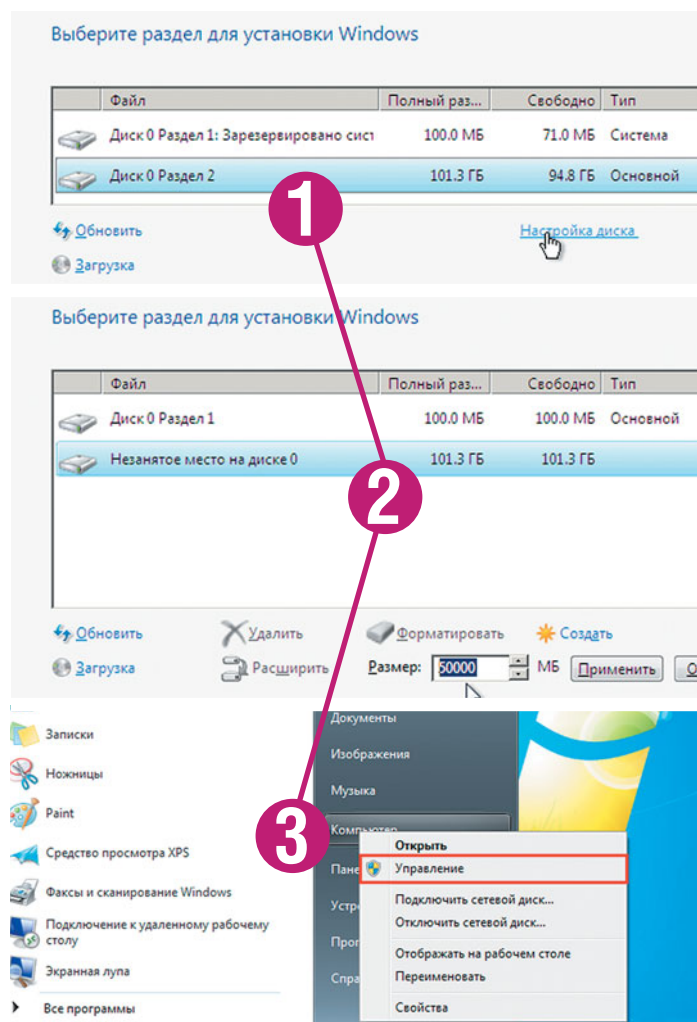 Выберите раздел для установки Windows
Файл Полный раз... Свободно Тип
Диск 0 Раздел 1: Зарезервировано сист 100.0 МБ 71.0 МБ Система
Диск 0 Раздел 2 101.3 ГБ 94.8 ГБ Основной
1
Обновить Настройка диска
Загрузка
Выберите раздел для установки Windows
Файл Полный раз... Свободно Тип
Диск 0 Раздел 1 100.0 МБ 100.0 МБ Основной
Незанятое место на диске 0 101.3 ГБ 101.3 ГБ
2
Обновить Удалить Форматировать Создать
Загрузка Расширить Размер: 50000 МБ Применить О
Записки
Ножницы
Paint
Средство просмотра XPS
Факсы и сканирование Windows
Подключение к удаленному рабочему
столу
Экранная лупа
Все программы
Документы
Изображения
Музыка
3
Компьютер
Пане
Устро
Прог
Спра
Открыть
Управление
Подключить сетевой диск...
Отключить сетевой диск...
Отображать на рабочем столе
Переименовать
Свойства